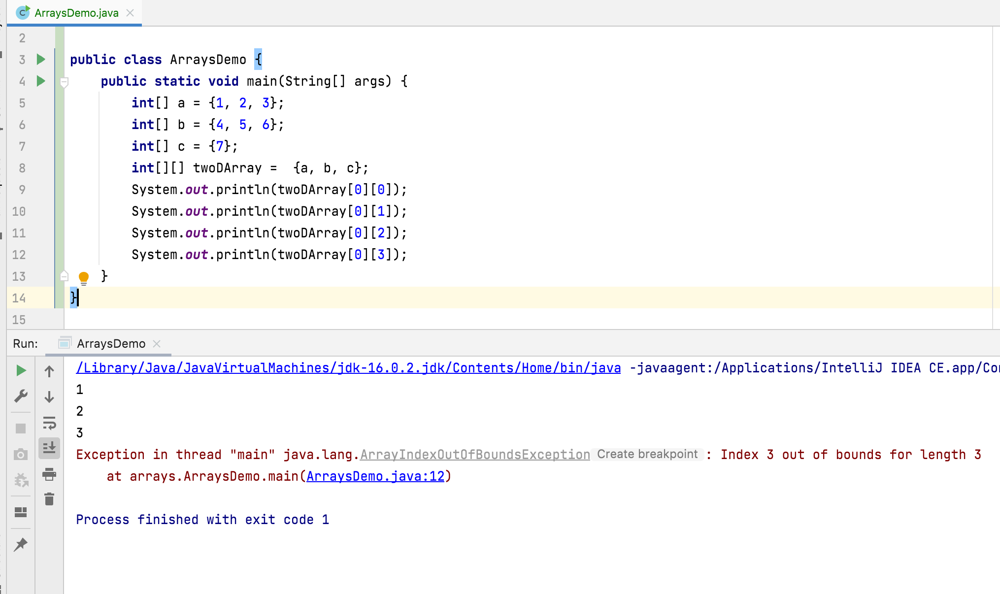 ArraysDemo.java
2
3 public class ArraysDemo {
4 public static void main(String[] args) {
5 int[] a = {1, 2, 3};
6 int[] b = {4, 5, 6};
7 int[] c = {7};
8 int[][] twoDArray =  {a, b, c};
9 System.out.println(twoDArray[0][0]);
10 System.out.println(twoDArray[0][1]);
11 System.out.println(twoDArray[0][2]);
12 System.out.println(twoDArray[0][3]);
13 }
14 }
15
Run: ArraysDemo
/Library/Java/JavaVirtualMachines/jdk-16.0.2.jdk/Contents/Home/bin/java -javaagent:/Applications/IntelliJ IDEA CE.app/Con
1
2
3
Exception in thread "main" java.lang.ArrayIndexOutOfBoundsException Create breakpoint : Index 3 out of bounds for length 3
at arrays.ArraysDemo.main(ArraysDemo.java:12)
Process finished with exit code 1